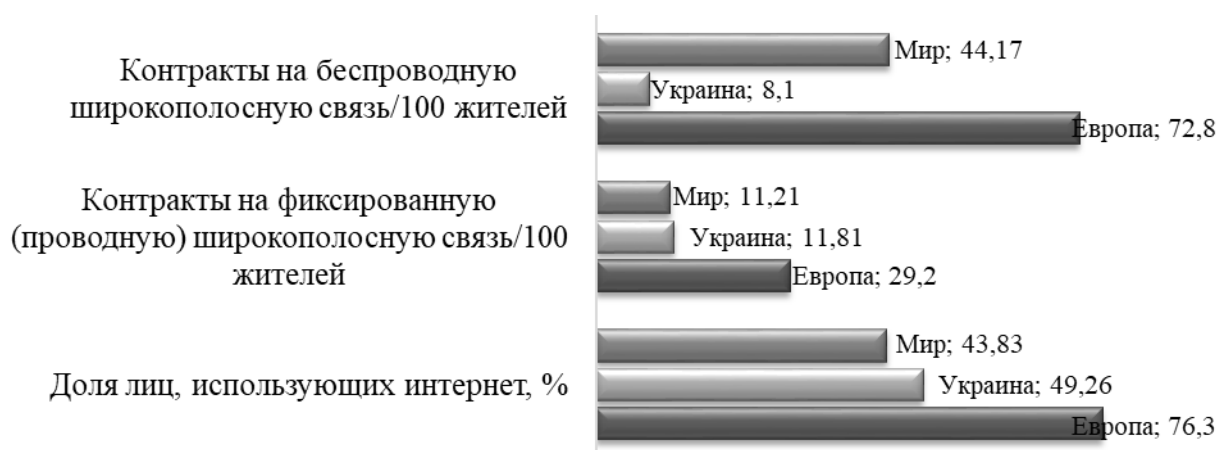 Контракты на беспроводную
широкополосную связь/100 жителей
Мир; 44,17
Украина; 8,1
Европа; 72,8
Контракты на фиксированную
(проводную) широкополосную связь/100
жителей
Мир; 11,21
Украина; 11,81
Европа; 29,2
Доля лиц, использующих интернет, %
Мир; 43,83
Украина; 49,26
Европа; 76,3